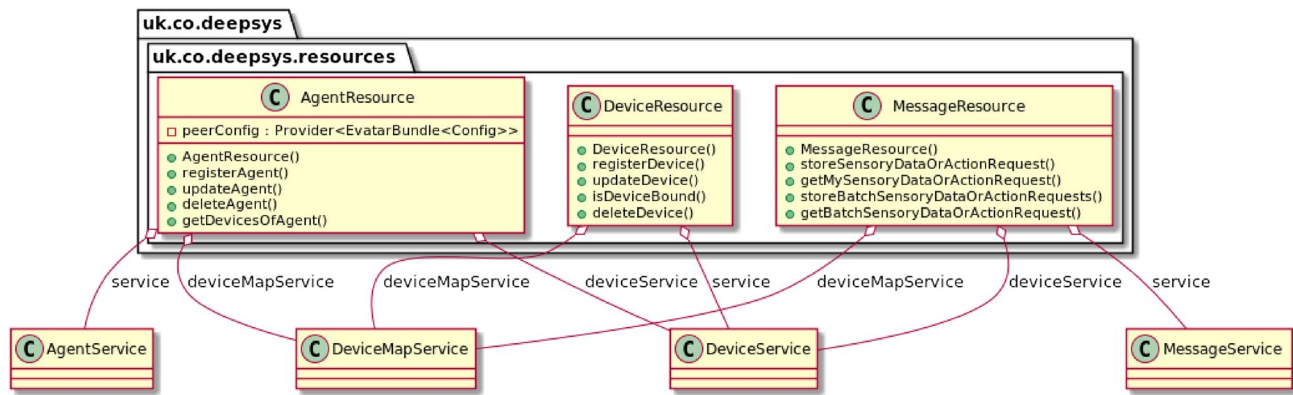 uk.co.deepsys
uk.co.deepsys.resources
C AgentResource
peerConfig : Provider<EvatarBundle<Config>>
AgentResource()
registerAgent()
updateAgent()
deleteAgent()
getDevicesOfAgent()
C DeviceResource
DeviceResource()
registerDevice()
updateDevice()
isDeviceBound()
deleteDevice()
C MessageResource
MessageResource()
storeSensoryDataOrActionRequest()
getMySensoryDataOrActionRequest()
storeBatchSensoryDataOrActionRequests()
getBatchSensoryDataOrActionRequest()
service
deviceMapService
deviceMapService
deviceService
service
deviceMapService
deviceService
service
C AgentService
C DeviceMapService
C DeviceService
C MessageService